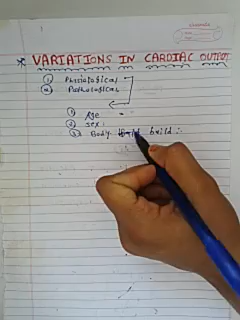 * VARIATIONS IN CARDIAC OUTPUT
① Physiological
② Pathological
① Age
② Sex:
③ Body build: